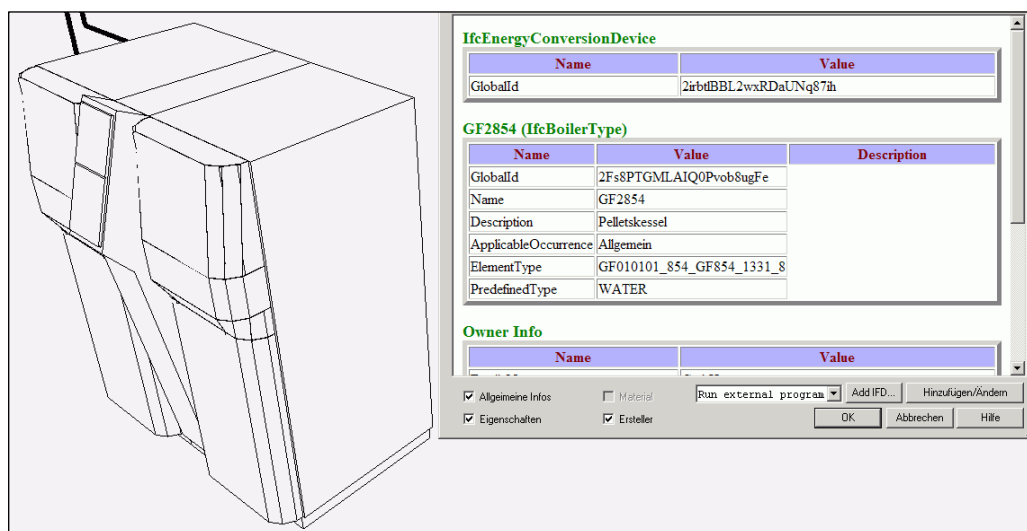 IfcEnergyConversionDevice
Name Value
GlobalId 2irbtlBBL2wxRDaUNq87ih
GF2854 (IfcBoilerType)
Name Value Description
GlobalId 2Fs8PTGMLAIQ0Pvob8ugFe
Name GF2854
Description Pelletskessel
ApplicableOccurrence Allgemein
ElementType GF010101_854_GF854_1331_8
PredefinedType WATER
Owner Info
Name Value
Allgemeine Infos Material Run external program Add IFD... Hinzufügen/Ändern
Eigenschaften Ersteller OK Abbrechen Hilfe